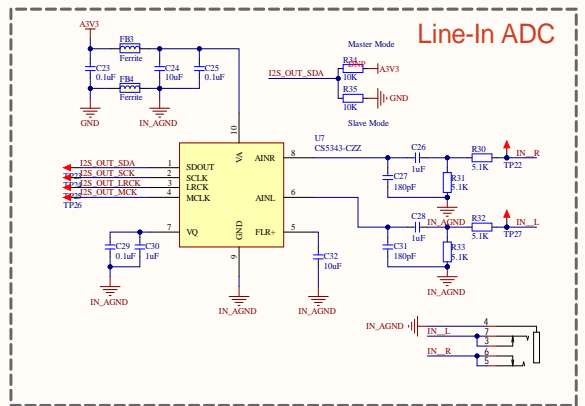 Line-In ADC
A3V3
FB3
Ferrite
C23
0.1uF
C24
10uF
C25
0.1uF
FB4
Ferrite
GND
IN_AGND
Master Mode
I2S_OUT_SDA
R34
DNP
10K
A3V3
R35
10K
GND
Slave Mode
U7
CS5343-CZZ
10
VA
I2S_OUT_SDA
1
SDOUT
I2S_OUT_SCK
2
SCLK
I2S_OUT_LRCK
3
LRCK
I2S_OUT_MCK
4
MCLK
TP26
AINR
8
AINL
6
7
VQ
GND
9
FLR+
5
C26
1uF
R30
5.1K
IN__R
TP22
C27
180pF
R31
5.1K
IN_AGND
C28
1uF
R32
5.1K
IN__L
TP27
C31
180pF
R33
5.1K
IN_AGND
C29
0.1uF
C30
1uF
IN_AGND
IN_AGND
C32
10uF
IN_AGND
IN_AGND
4
IN__L
7
3
IN__R
6
5